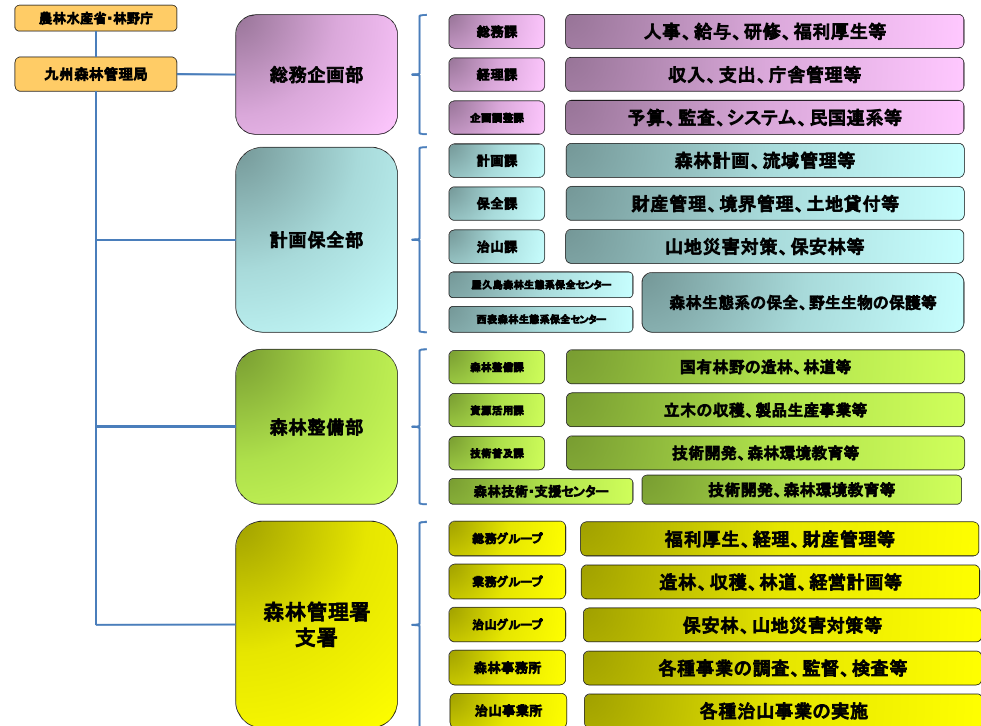 農林水産省・林野庁
九州森林管理局
総務企画部
総務課
人事、給与、研修、福利厚生等
経理課
収入、支出、庁舎管理等
企画調整課
予算、監査、システム、民国連系等
計画保全部
計画課
森林計画、流域管理等
保全課
財産管理、境界管理、土地貸付等
治山課
山地災害対策、保安林等
屋久島森林生態系保全センター
西表森林生態系保全センター
森林生態系の保全、野生生物の保護等
森林整備部
森林整備課
国有林野の造林、林道等
資源活用課
立木の収穫、製品生産事業等
技術普及課
技術開発、森林環境教育等
森林技術・支援センター
技術開発、森林環境教育等
森林管理署
支署
総務グループ
福利厚生、経理、財産管理等
業務グループ
造林、収穫、林道、経営計画等
治山グループ
保安林、山地災害対策等
森林事務所
各種事業の調査、監督、検査等
治山事業所
各種治山事業の実施